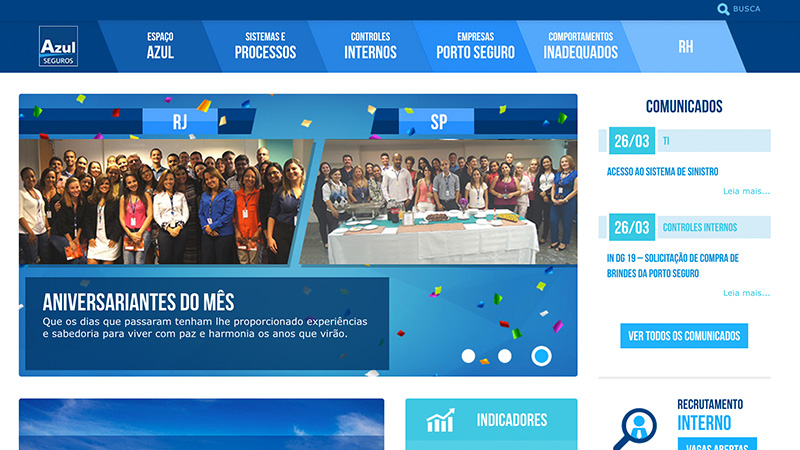 BUSCA
Azul
SEGUROS
ESPAÇO
AZUL
SISTEMAS E
PROCESSOS
CONTROLES
INTERNOS
EMPRESAS
PORTO SEGURO
COMPORTAMENTOS
INADEQUADOS
RH
RJ
SP
ANIVERSARIANTES DO MÊS
Que os dias que passaram tenham lhe proporcionado experiências
e sabedoria para viver com paz e harmonia os anos que virão.
COMUNICADOS
26/03 TI
ACESSO AO SISTEMA DE SINISTRO
Leia mais...
26/03 CONTROLES INTERNOS
IN DG 19 – SOLICITAÇÃO DE COMPRA DE
BRINDES DA PORTO SEGURO
Leia mais...
VER TODOS OS COMUNICADOS
INDICADORES
RECRUTAMENTO
INTERNO
VAGAS ABERTAS